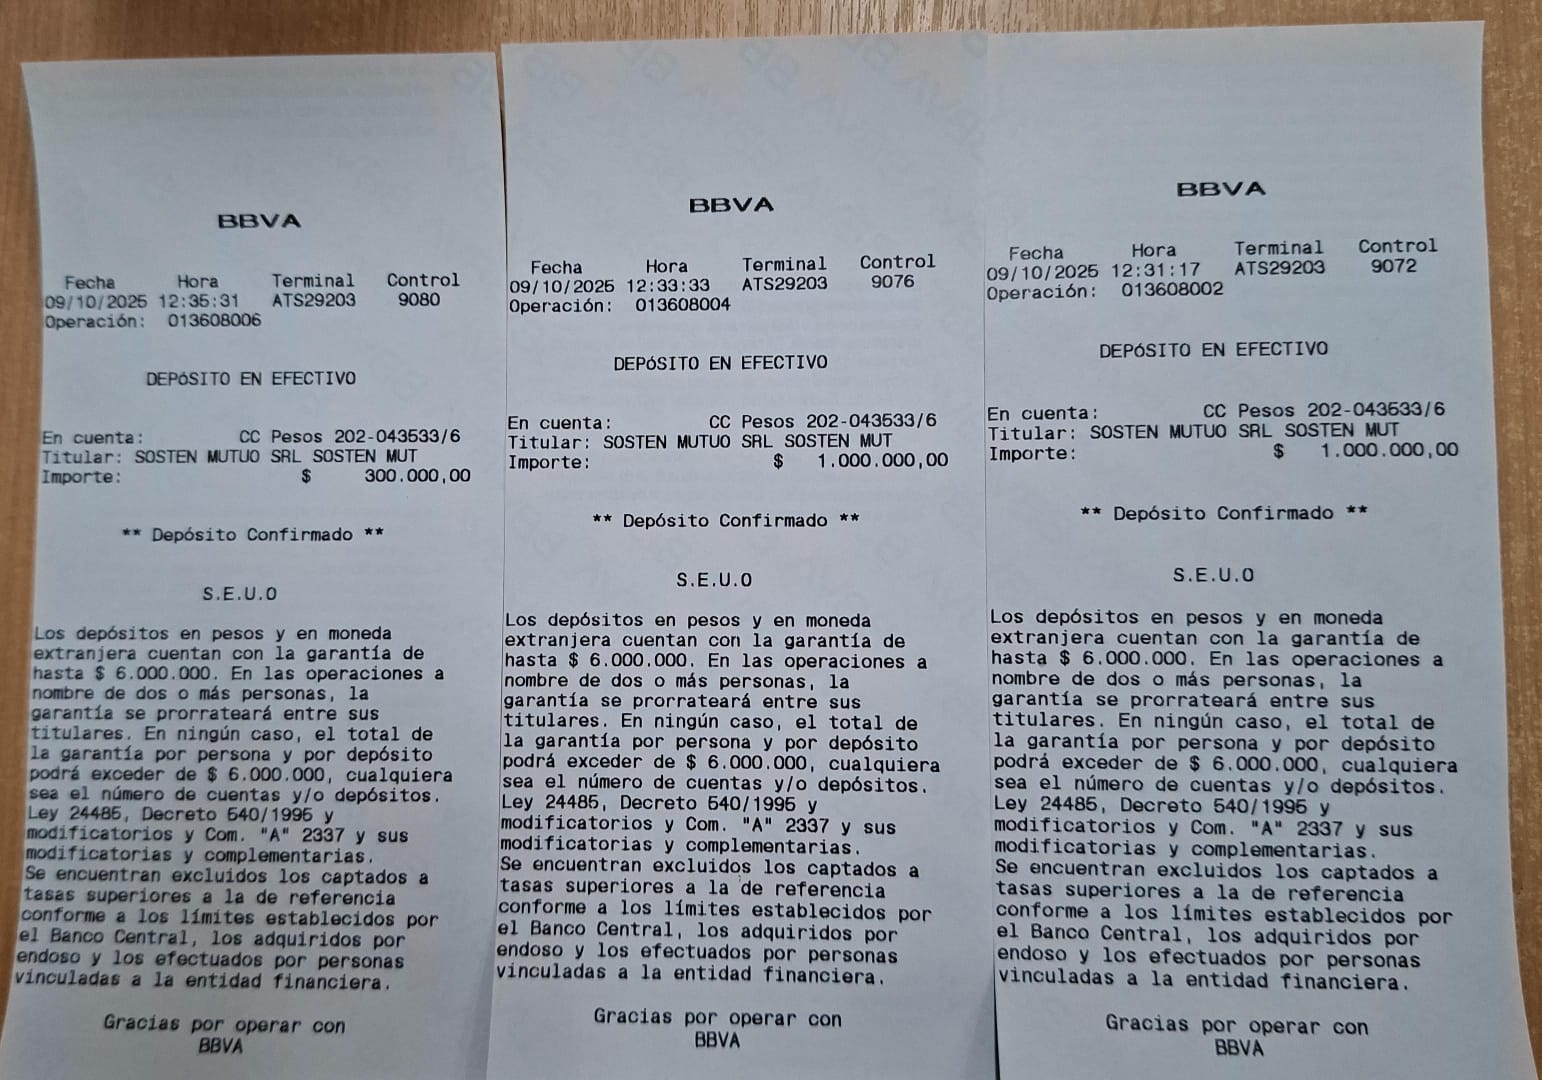 BBVA
Fecha Hora Terminal Control
09/10/2025 12:35:31 ATS29203 9080
Operación: 013608006
DEPóSITO EN EFECTIVO
En cuenta: CC Pesos 202-043533/6
Titular: SOSTEN MUTUO SRL SOSTEN MUT
Importe: $ 300.000,00
** Depósito Confirmado **
S.E.U.O
Los depósitos en pesos y en moneda
extranjera cuentan con la garantía de
hasta $ 6.000.000. En las operaciones a
nombre de dos o más personas, la
garantía se prorrateará entre sus
titulares. En ningún caso, el total de
la garantía por persona y por depósito
podrá exceder de $ 6.000.000, cualquiera
sea el número de cuentas y/o depósitos.
Ley 24485, Decreto 540/1995 y
modificatorios y Com. "A" 2337 y sus
modificatorias y complementarias.
Se encuentran excluidos los captados a
tasas superiores a la de referencia
conforme a los límites establecidos por
el Banco Central, los adquiridos por
endoso y los efectuados por personas
vinculadas a la entidad financiera.
Gracias por operar con
BBVA
BBVA
Fecha Hora Terminal Control
09/10/2025 12:33:33 ATS29203 9076
Operación: 013608004
DEPóSITO EN EFECTIVO
En cuenta: CC Pesos 202-043533/6
Titular: SOSTEN MUTUO SRL SOSTEN MUT
Importe: $ 1.000.000,00
** Depósito Confirmado **
S.E.U.O
Los depósitos en pesos y en moneda
extranjera cuentan con la garantía de
hasta $ 6.000.000. En las operaciones a
nombre de dos o más personas, la
garantía se prorrateará entre sus
titulares. En ningún caso, el total de
la garantía por persona y por depósito
podrá exceder de $ 6.000.000, cualquiera
sea el número de cuentas y/o depósitos.
Ley 24485, Decreto 540/1995 y
modificatorios y Com. "A" 2337 y sus
modificatorias y complementarias.
Se encuentran excluidos los captados a
tasas superiores a la de referencia
conforme a los límites establecidos por
el Banco Central, los adquiridos por
endoso y los efectuados por personas
vinculadas a la entidad financiera.
Gracias por operar con
BBVA
BBVA
Fecha Hora Terminal Control
09/10/2025 12:31:17 ATS29203 9072
Operación: 013608002
DEPóSITO EN EFECTIVO
En cuenta: CC Pesos 202-043533/6
Titular: SOSTEN MUTUO SRL SOSTEN MUT
Importe: $ 1.000.000,00
** Depósito Confirmado **
S.E.U.O
Los depósitos en pesos y en moneda
extranjera cuentan con la garantía de
hasta $ 6.000.000. En las operaciones a
nombre de dos o más personas, la
garantía se prorrateará entre sus
titulares. En ningún caso, el total de
la garantía por persona y por depósito
podrá exceder de $ 6.000.000, cualquiera
sea el número de cuentas y/o depósitos.
Ley 24485, Decreto 540/1995 y
modificatorios y Com. "A" 2337 y sus
modificatorias y complementarias.
Se encuentran excluidos los captados a
tasas superiores a la de referencia
conforme a los límites establecidos por
el Banco Central, los adquiridos por
endoso y los efectuados por personas
vinculadas a la entidad financiera.
Gracias por operar con
BBVA